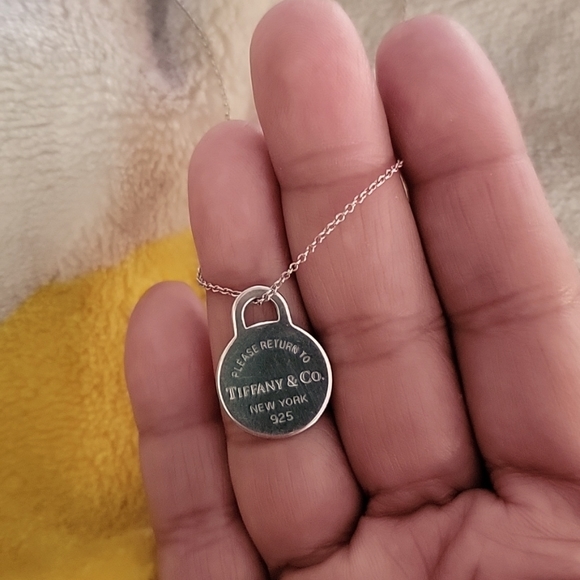 PLEASE RETURN TO
TIFFANY & CO.
NEW YORK
925